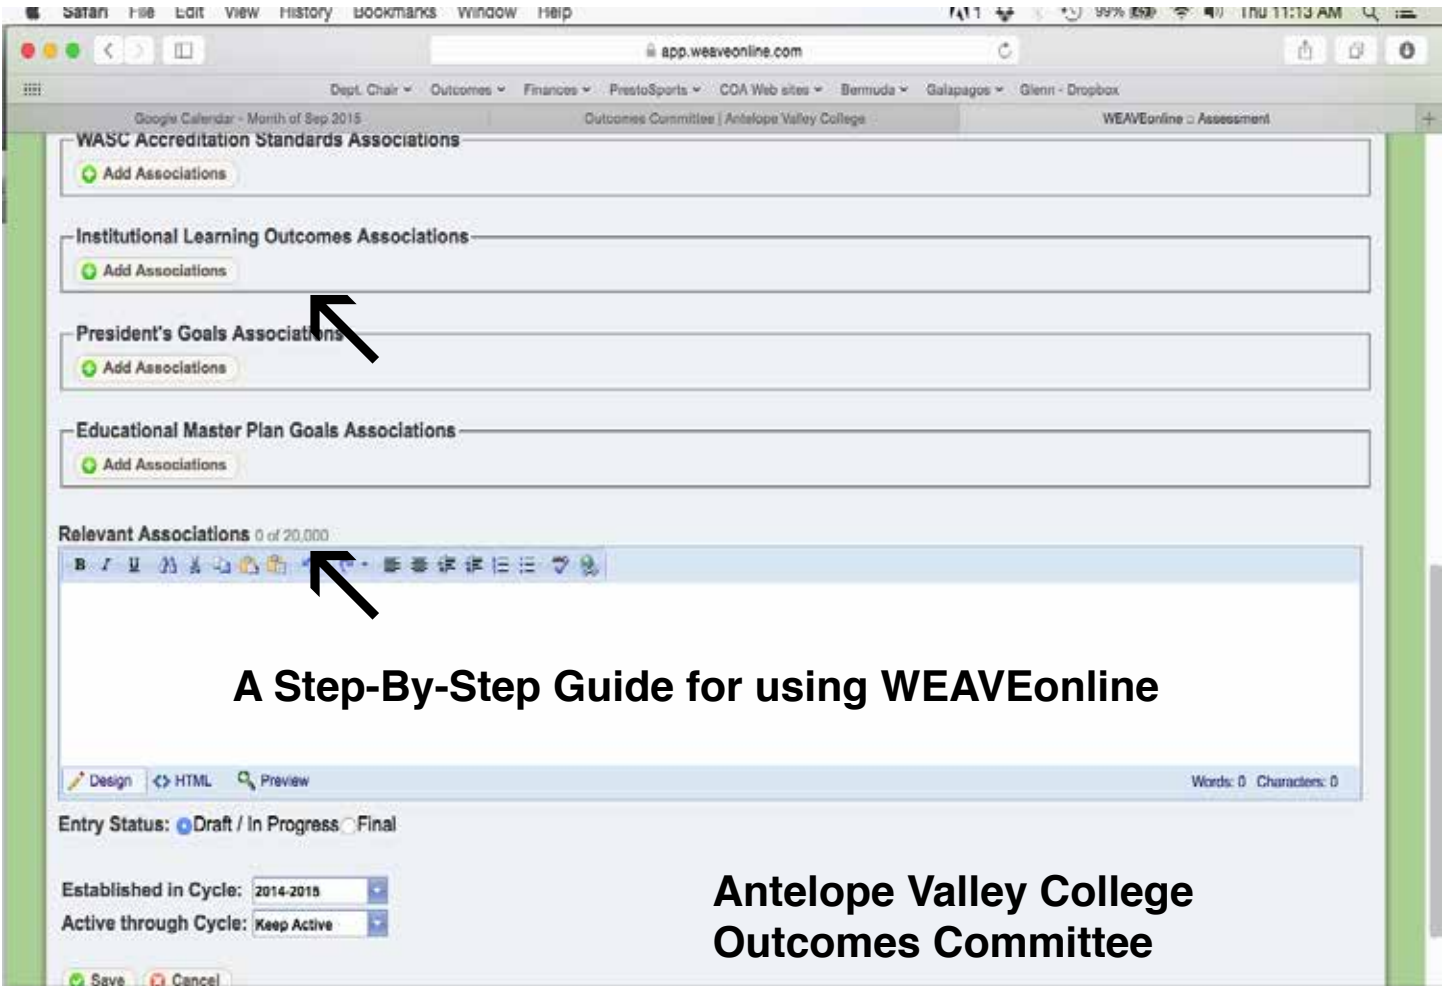 Safari File Edit View History Bookmarks Window Help 99% Thu 11:13 AM
app.weaveonline.com
Dept. Chair Outcomes Finances PrestoSports COA Web sites Bermuda Galapagos Glenn - Dropbox
Google Calendar - Month of Sep 2015 Outcomes Committee | Antelope Valley College WEAVEonline :: Assessment
WASC Accreditation Standards Associations
Add Associations
Institutional Learning Outcomes Associations
Add Associations
President's Goals Associations
Add Associations
Educational Master Plan Goals Associations
Add Associations
Relevant Associations 0 of 20,000
B I U
A Step-By-Step Guide for using WEAVEonline
Design HTML Preview Words: 0 Characters: 0
Entry Status: Draft / In Progress Final
Established in Cycle: 2014-2015
Active through Cycle: Keep Active
Antelope Valley College
Outcomes Committee
Save Cancel